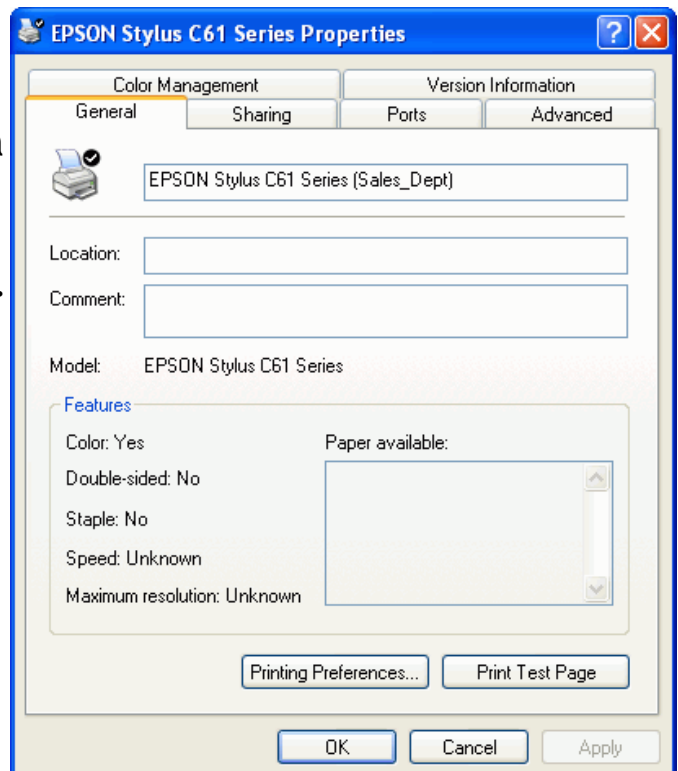 EPSON Stylus C61 Series Properties
Color Management Version Information
General Sharing Ports Advanced
EPSON Stylus C61 Series (Sales_Dept)
Location:
Comment:
Model: EPSON Stylus C61 Series
Features
Color: Yes Paper available:
Double-sided: No
Staple: No
Speed: Unknown
Maximum resolution: Unknown
Printing Preferences... Print Test Page
OK Cancel Apply